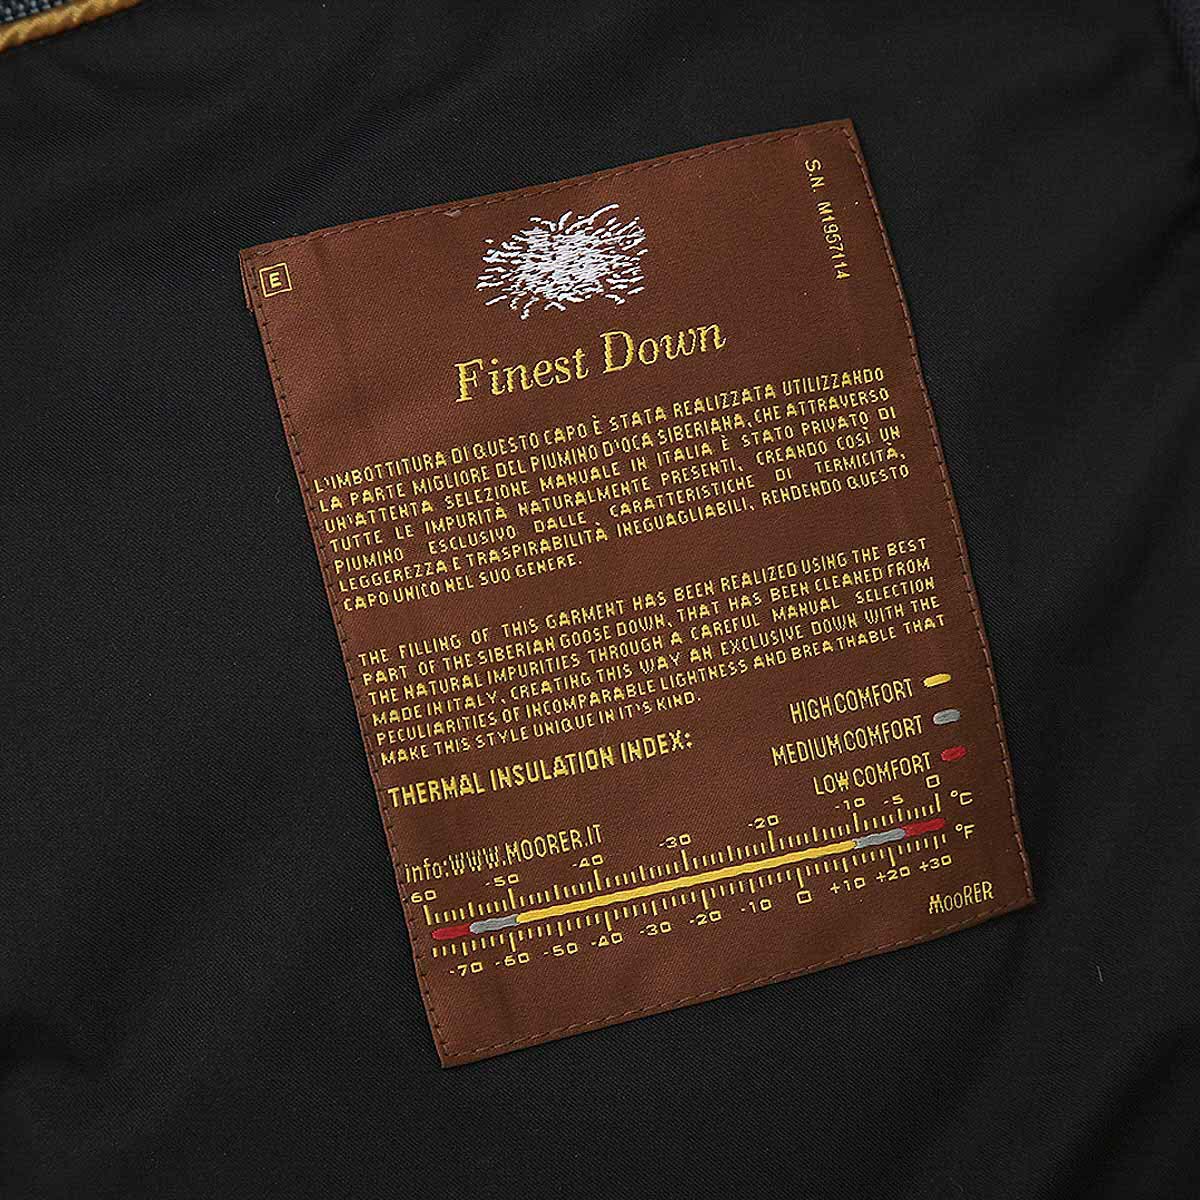 E
S.N. M1957114
Finest Down
L'IMBOTTITURA DI QUESTO CAPO È STATA REALIZZATA UTILIZZANDO
LA PARTE MIGLIORE DEL PIUMINO D'OCA SIBERIANA, CHE ATTRAVERSO
UN'ATTENTA SELEZIONE MANUALE IN ITALIA È STATO PRIVATO DI
TUTTE LE IMPURITÀ NATURALMENTE PRESENTI, CREANDO COSÌ UN
PIUMINO ESCLUSIVO DALLE CARATTERISTICHE DI TERMICITÀ,
LEGGEREZZA E TRASPIRABILITÀ INEGUAGLIABILI, RENDENDO QUESTO
CAPO UNICO NEL SUO GENERE.
THE FILLING OF THIS GARMENT HAS BEEN REALIZED USING THE BEST
PART OF THE SIBERIAN GOOSE DOWN, THAT HAS BEEN CLEANED FROM
THE NATURAL IMPURITIES THROUGH A CAREFUL MANUAL SELECTION
MADE IN ITALY, CREATING THIS WAY AN EXCLUSIVE DOWN WITH THE
PECULIARITIES OF INCOMPARABLE LIGHTNESS AND BREATHABLE THAT
MAKE THIS STYLE UNIQUE IN IT'S KIND.
HIGH COMFORT
THERMAL INSULATION INDEX:
MEDIUM COMFORT
LOW COMFORT
info:WWW.MOORER.IT
60 -50 -40 -30 -20 -10 -5 0 °C
-70 -60 -50 -40 -30 -20 -10 0 +10 +20 +30 °F
MOORER